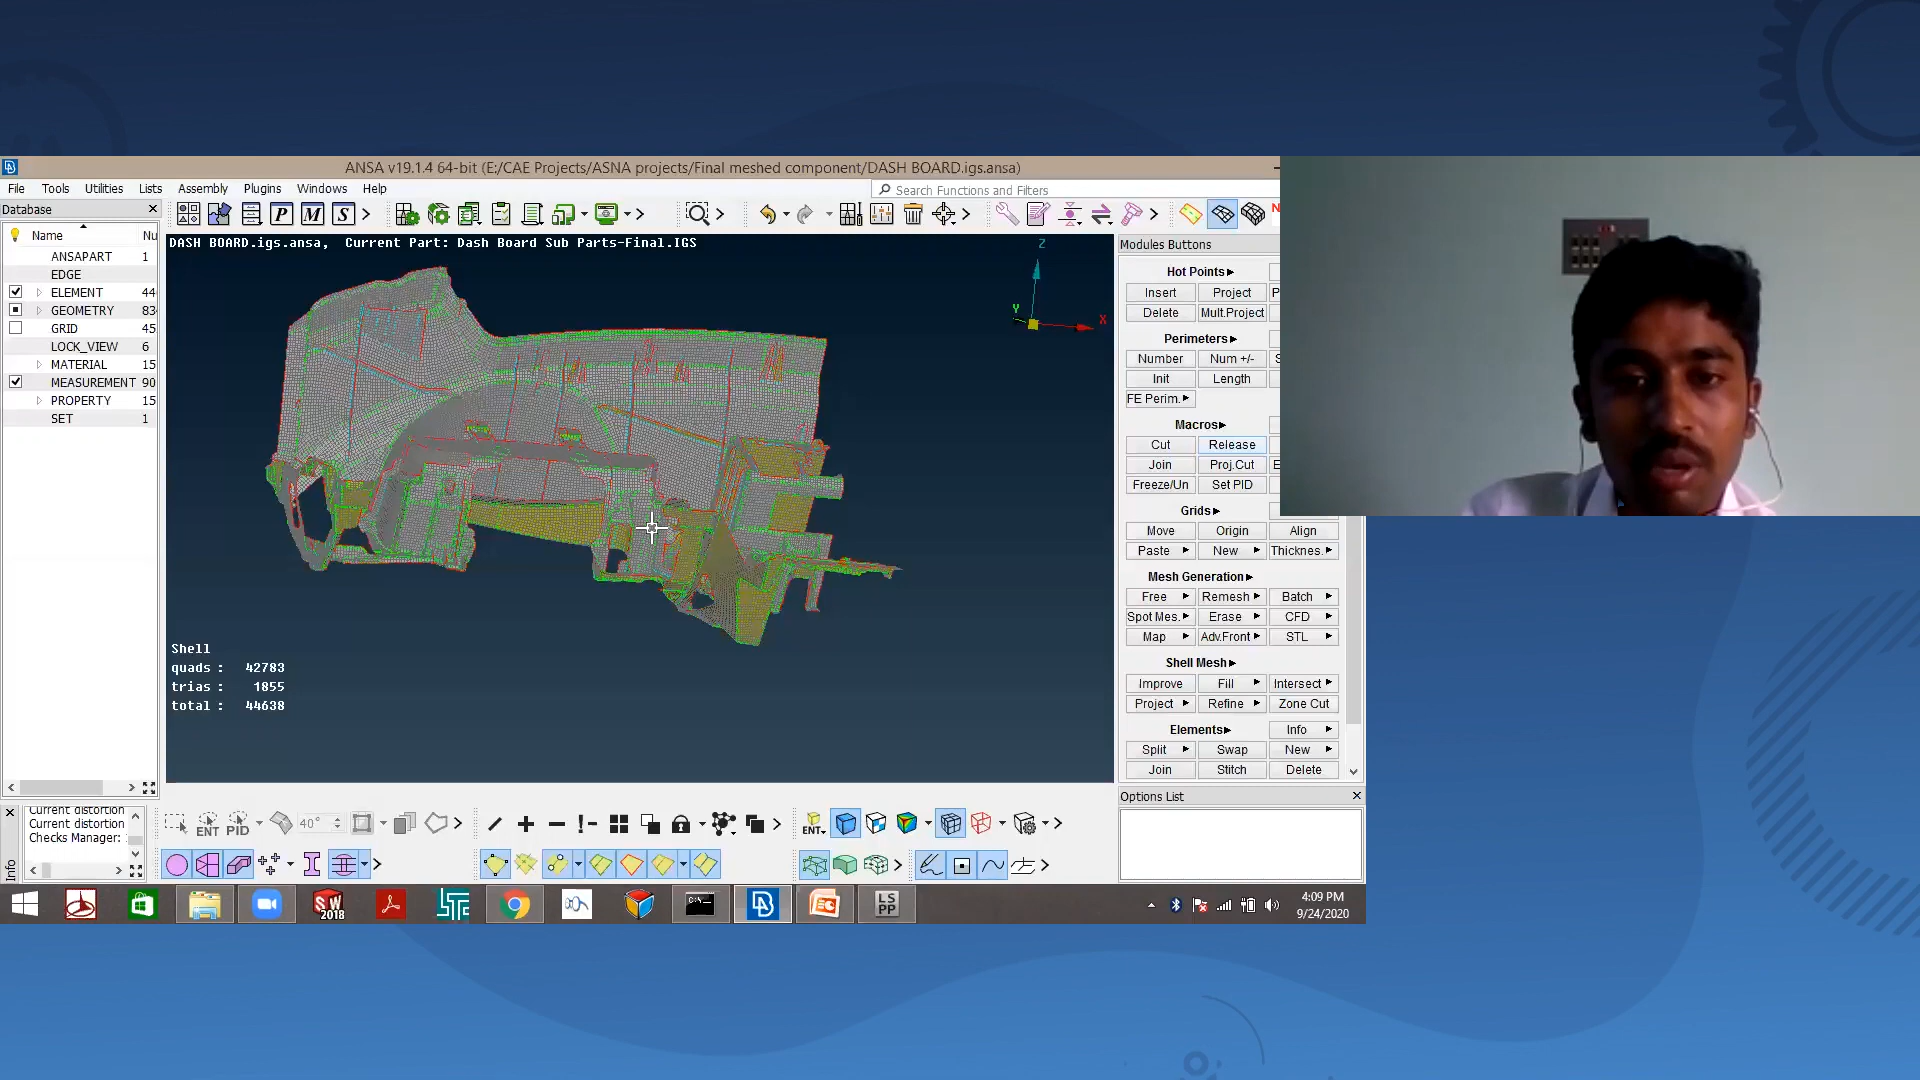 ANSA v19.1.4 64-bit (E:/CAE Projects/ASNA projects/Final meshed component/DASH BOARD.igs.ansa)
File Tools Utilities Lists Assembly Plugins Windows Help
Search Functions and Filters
Database
Name Nu
ANSAPART 1
EDGE
ELEMENT 44
GEOMETRY 83
GRID 45
LOCK_VIEW 6
MATERIAL 15
MEASUREMENT 90
PROPERTY 15
SET 1
P M S
DASH BOARD.igs.ansa, Current Part: Dash Board Sub Parts-Final.IGS
Z
Y
X
Shell
quads : 42783
trias : 1855
total : 44638
Modules Buttons
Hot Points
Insert Project
Delete Mult.Project
Perimeters
Number Num +/-
Init Length
FE Perim.
Macros
Cut Release
Join Proj.Cut
Freeze/Un Set PID
Grids
Move Origin Align
Paste New Thicknes.
Mesh Generation
Free Remesh Batch
Spot Mes. Erase CFD
Map Adv.Front STL
Shell Mesh
Improve Fill Intersect
Project Refine Zone Cut
Elements Info
Split Swap New
Join Stitch Delete
Options List
Current distortion
Current distortion
Checks Manager:
Info
ENT PID 40°
ENT
SW
2018
C:\.
LS
PP
4:09 PM
9/24/2020